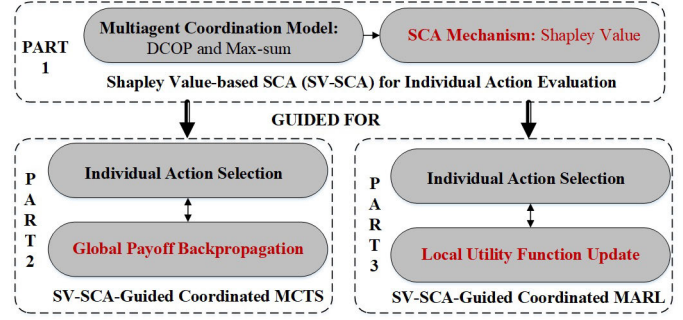 PART
1
Multiagent Coordination Model:
DCOP and Max-sum
SCA Mechanism: Shapley Value
Shapley Value-based SCA (SV-SCA) for Individual Action Evaluation
GUIDED FOR
P
A
R
T
2
Individual Action Selection
Global Payoff Backpropagation
SV-SCA-Guided Coordinated MCTS
P
A
R
T
3
Individual Action Selection
Local Utility Function Update
SV-SCA-Guided Coordinated MARL